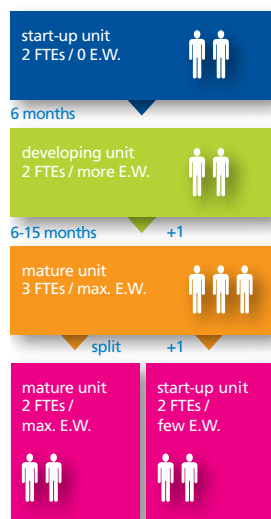 start-up unit
2 FTEs / 0 E.W.
6 months
developing unit
2 FTEs / more E.W.
6-15 months +1
mature unit
3 FTEs / max. E.W.
split +1
mature unit
2 FTEs /
max. E.W.
start-up unit
2 FTEs /
few E.W.